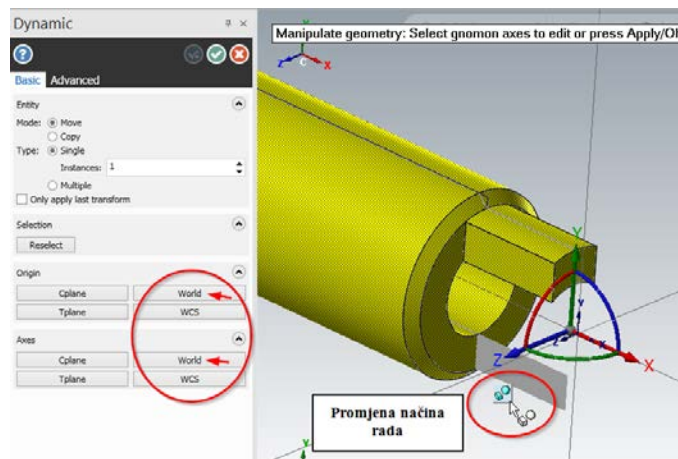 Dynamic
Manipulate geometry: Select gnomon axes to edit or press Apply/O
Basic Advanced
Entity
Mode: Move
Copy
Type: Single
Instances: 1
Multiple
Only apply last transform
Selection
Reselect
Origin
Cplane World
Tplane WCS
Axes
Cplane World
Tplane WCS
Z C X
Y
Z X
Promjena načina
rada